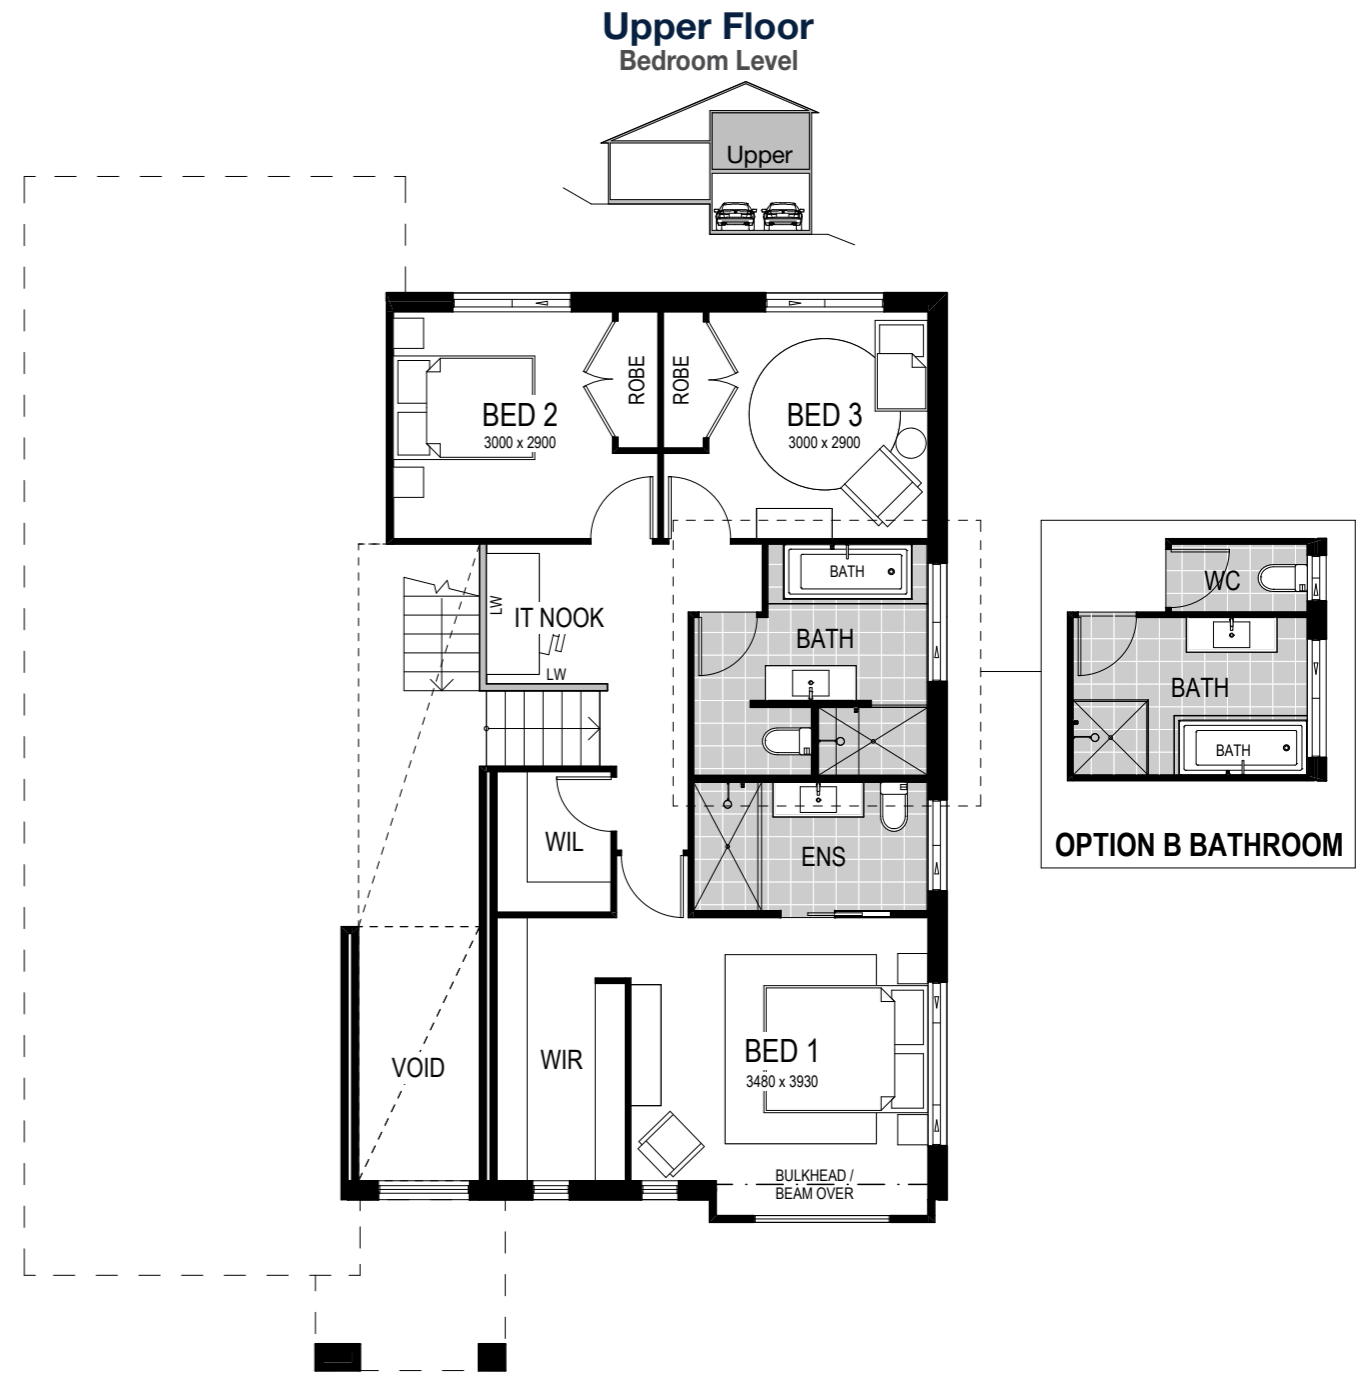 Upper Floor
Bedroom Level
Upper
ROBE
ROBE
BED 2
3000 x 2900
BED 3
3000 x 2900
BATH
LW
IT NOOK
LW
BATH
WC
BATH
BATH
OPTION B BATHROOM
WIL
ENS
VOID
WIR
BED 1
3480 x 3930
BULKHEAD /
BEAM OVER